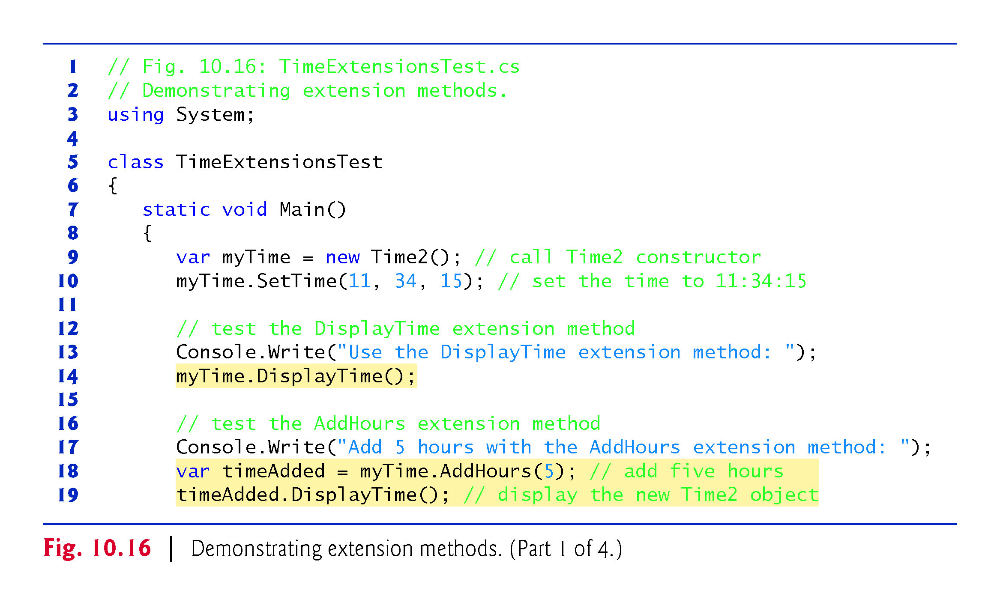 1 // Fig. 10.16: TimeExtensionsTest.cs
2 // Demonstrating extension methods.
3 using System;
4
5 class TimeExtensionsTest
6 {
7 static void Main()
8 {
9 var myTime = new Time2(); // call Time2 constructor
10 myTime.SetTime(11, 34, 15); // set the time to 11:34:15
11
12 // test the DisplayTime extension method
13 Console.Write("Use the DisplayTime extension method: ");
14 myTime.DisplayTime();
15
16 // test the AddHours extension method
17 Console.Write("Add 5 hours with the AddHours extension method: ");
18 var timeAdded = myTime.AddHours(5); // add five hours
19 timeAdded.DisplayTime(); // display the new Time2 object
Fig. 10.16 | Demonstrating extension methods. (Part 1 of 4.)